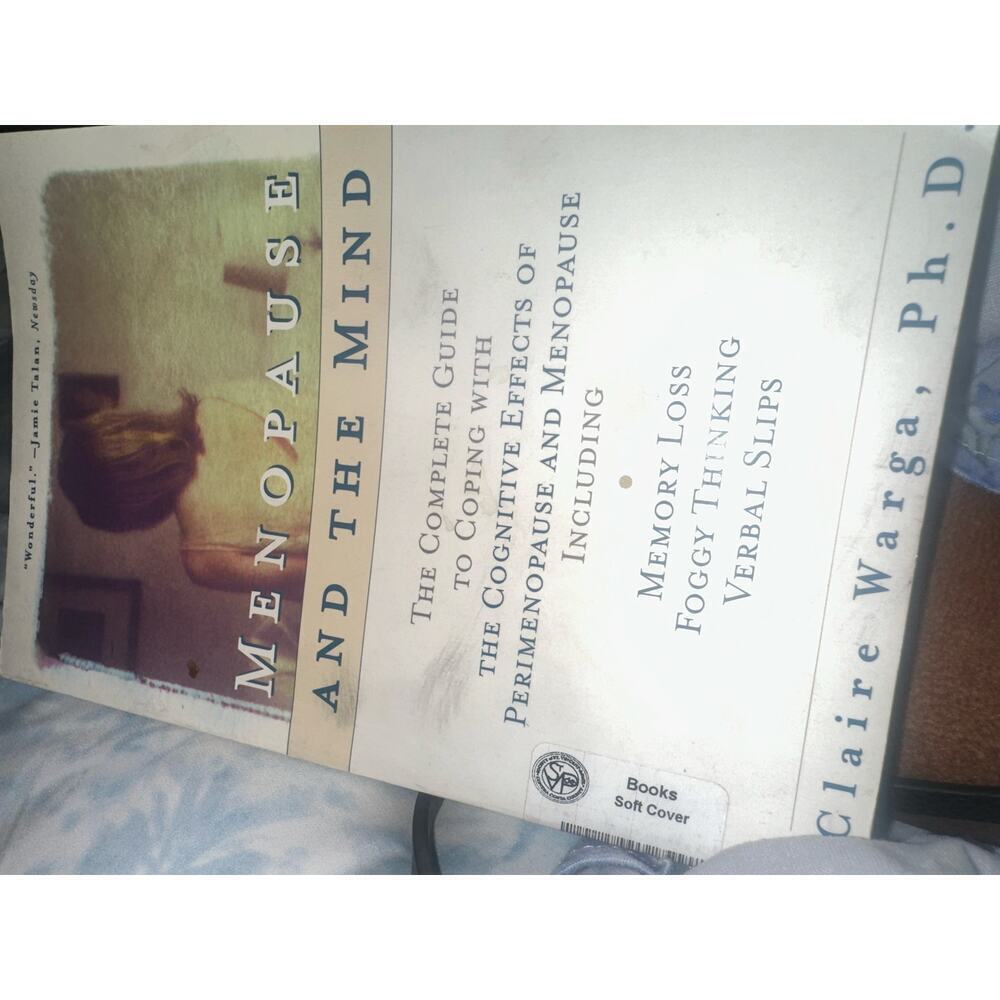 "Wonderful." —Jamie Talan, Newsday
MENOPAUSE
AND THE MIND
THE COMPLETE GUIDE
TO COPING WITH
THE COGNITIVE EFFECTS OF
PERIMENOPAUSE AND MENOPAUSE
INCLUDING
MEMORY LOSS
FOGGY THINKING
VERBAL SLIPS
Claire Warga, Ph.D.
Books
Soft Cover